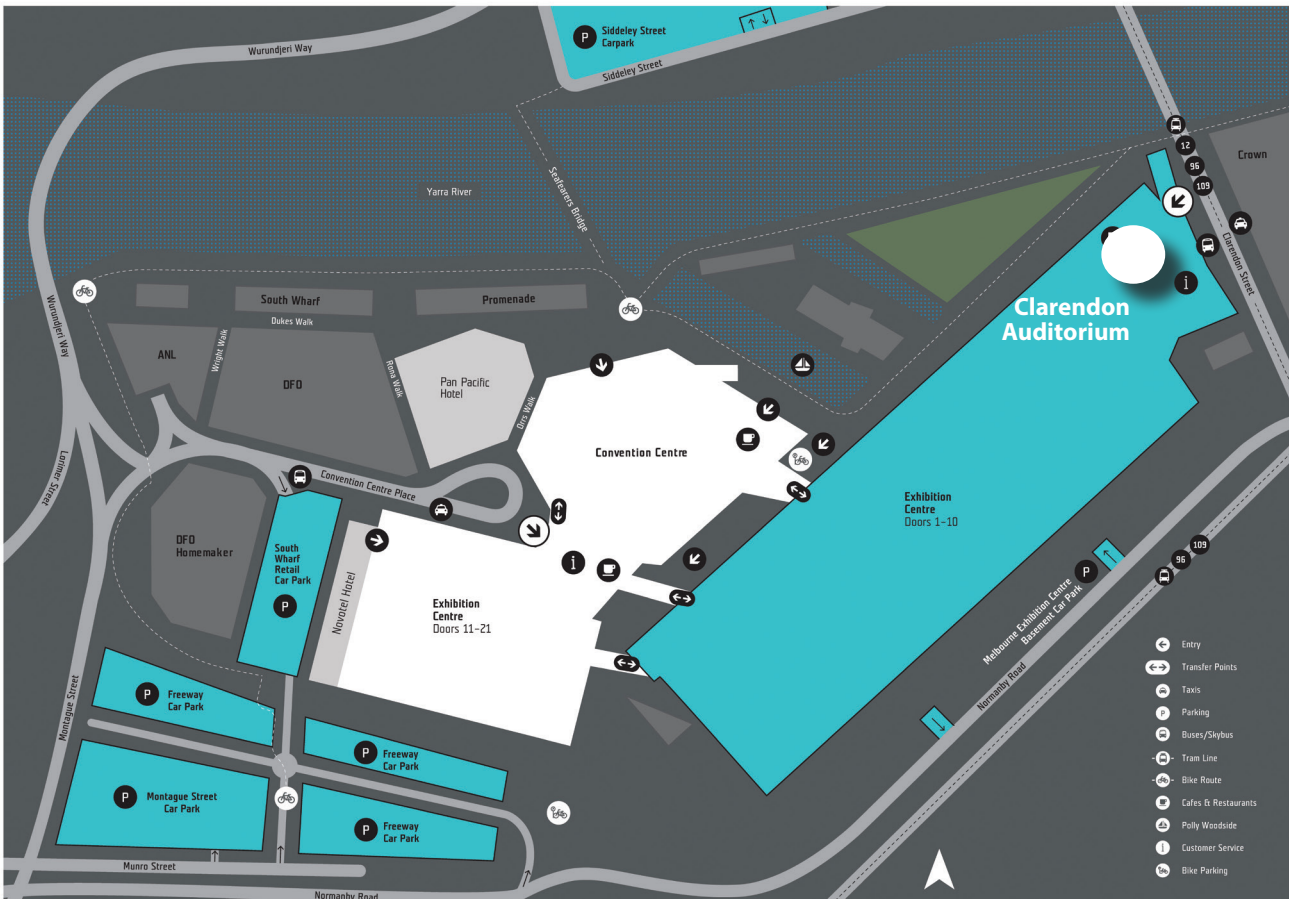 Siddeley Street
Carpark
P
Siddeley Street
Wurundjeri Way
Seafarers Bridge
Yarra River
12
96
109
Crown
Clarendon Street
i
Clarendon
Auditorium
Wurundjeri Way
South Wharf
Promenade
Dukes Walk
ANL
Wright Walk
DFO
Rona Walk
Pan Pacific
Hotel
Orrs Walk
Convention Centre
Lorimer Street
Convention Centre Place
Exhibition
Centre
Doors 1-10
DFO
Homemaker
South
Wharf
Retail
Car Park
P
Novotel Hotel
i
Exhibition
Centre
Doors 11-21
109
96
P
Melbourne Exhibition Centre
Basement Car Park
Normanby Road
Montague Street
P
Freeway
Car Park
P
Freeway
Car Park
P
Montague Street
Car Park
P
Freeway
Car Park
Munro Street
Normanby Road
Entry
Transfer Points
Taxis
P
Parking
Buses/Skybus
Tram Line
Bike Route
Cafes & Restaurants
Polly Woodside
i
Customer Service
Bike Parking